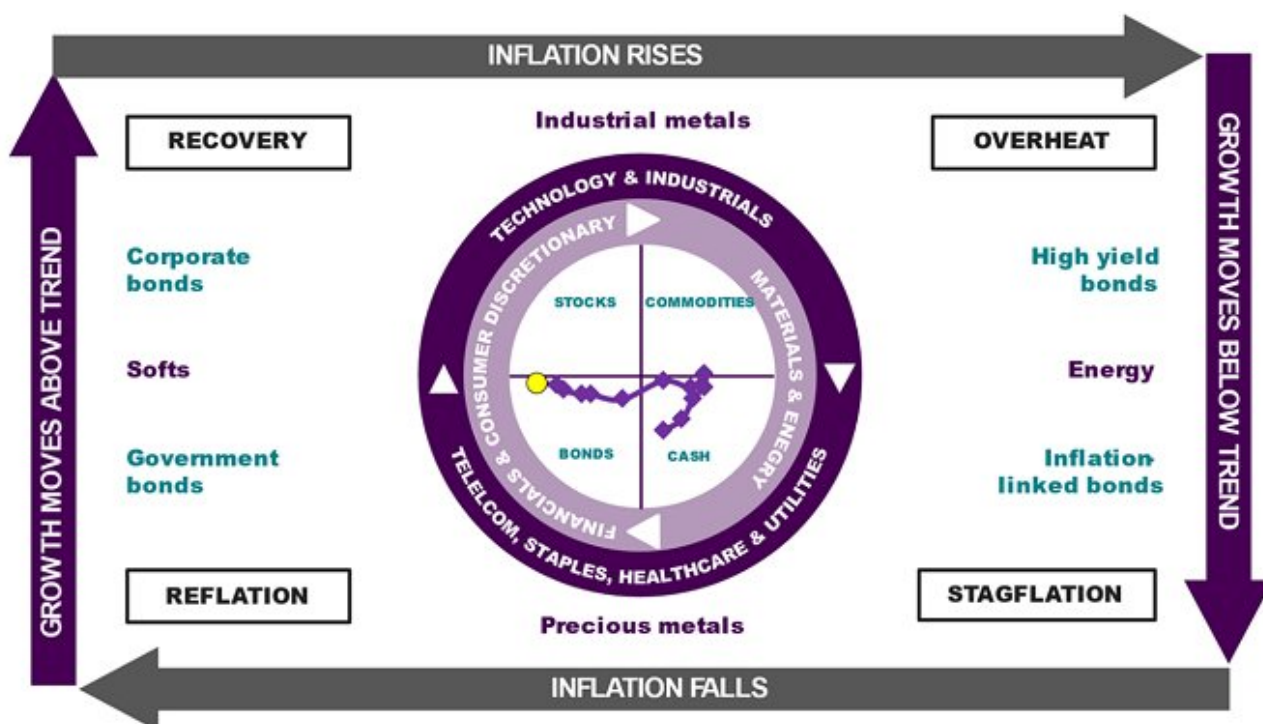 INFLATION RISES
GROWTH MOVES ABOVE TREND
RECOVERY
Industrial metals
OVERHEAT
GROWTH MOVES BELOW TREND
TECHNOLOGY & INDUSTRIALS
FINANCIALS & CONSUMER DISCRETIONARY
MATERIALS & ENEGRY
Corporate
bonds
High yield
bonds
STOCKS
COMMODITIES
Softs
Energy
Government
bonds
BONDS
CASH
Inflation-
linked bonds
TELELCOM, STAPLES, HEALTHCARE & UTILITIES
REFLATION
STAGFLATION
Precious metals
INFLATION FALLS